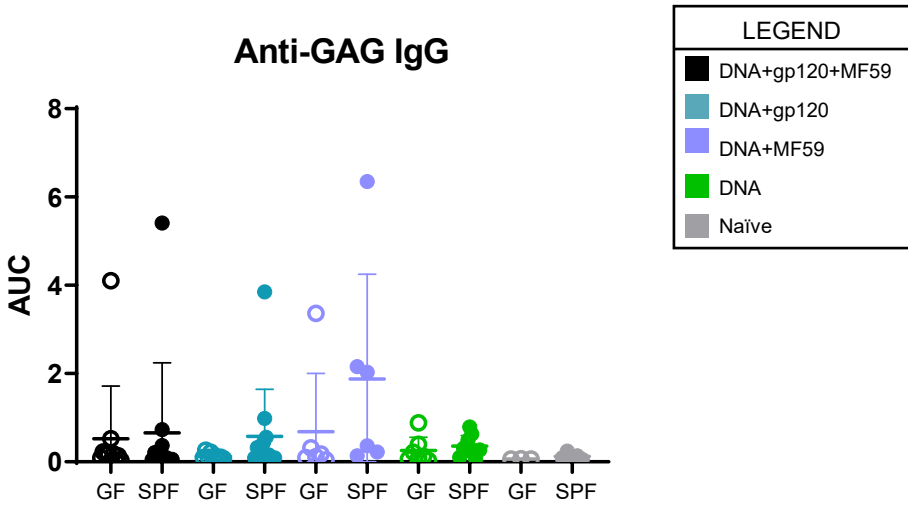 LEGEND
DNA+gp120+MF59
DNA+gp120
DNA+MF59
DNA
Naïve
Anti-GAG IgG
AUC
8
6
4
2
0
GF SPF GF SPF GF SPF GF SPF GF SPF